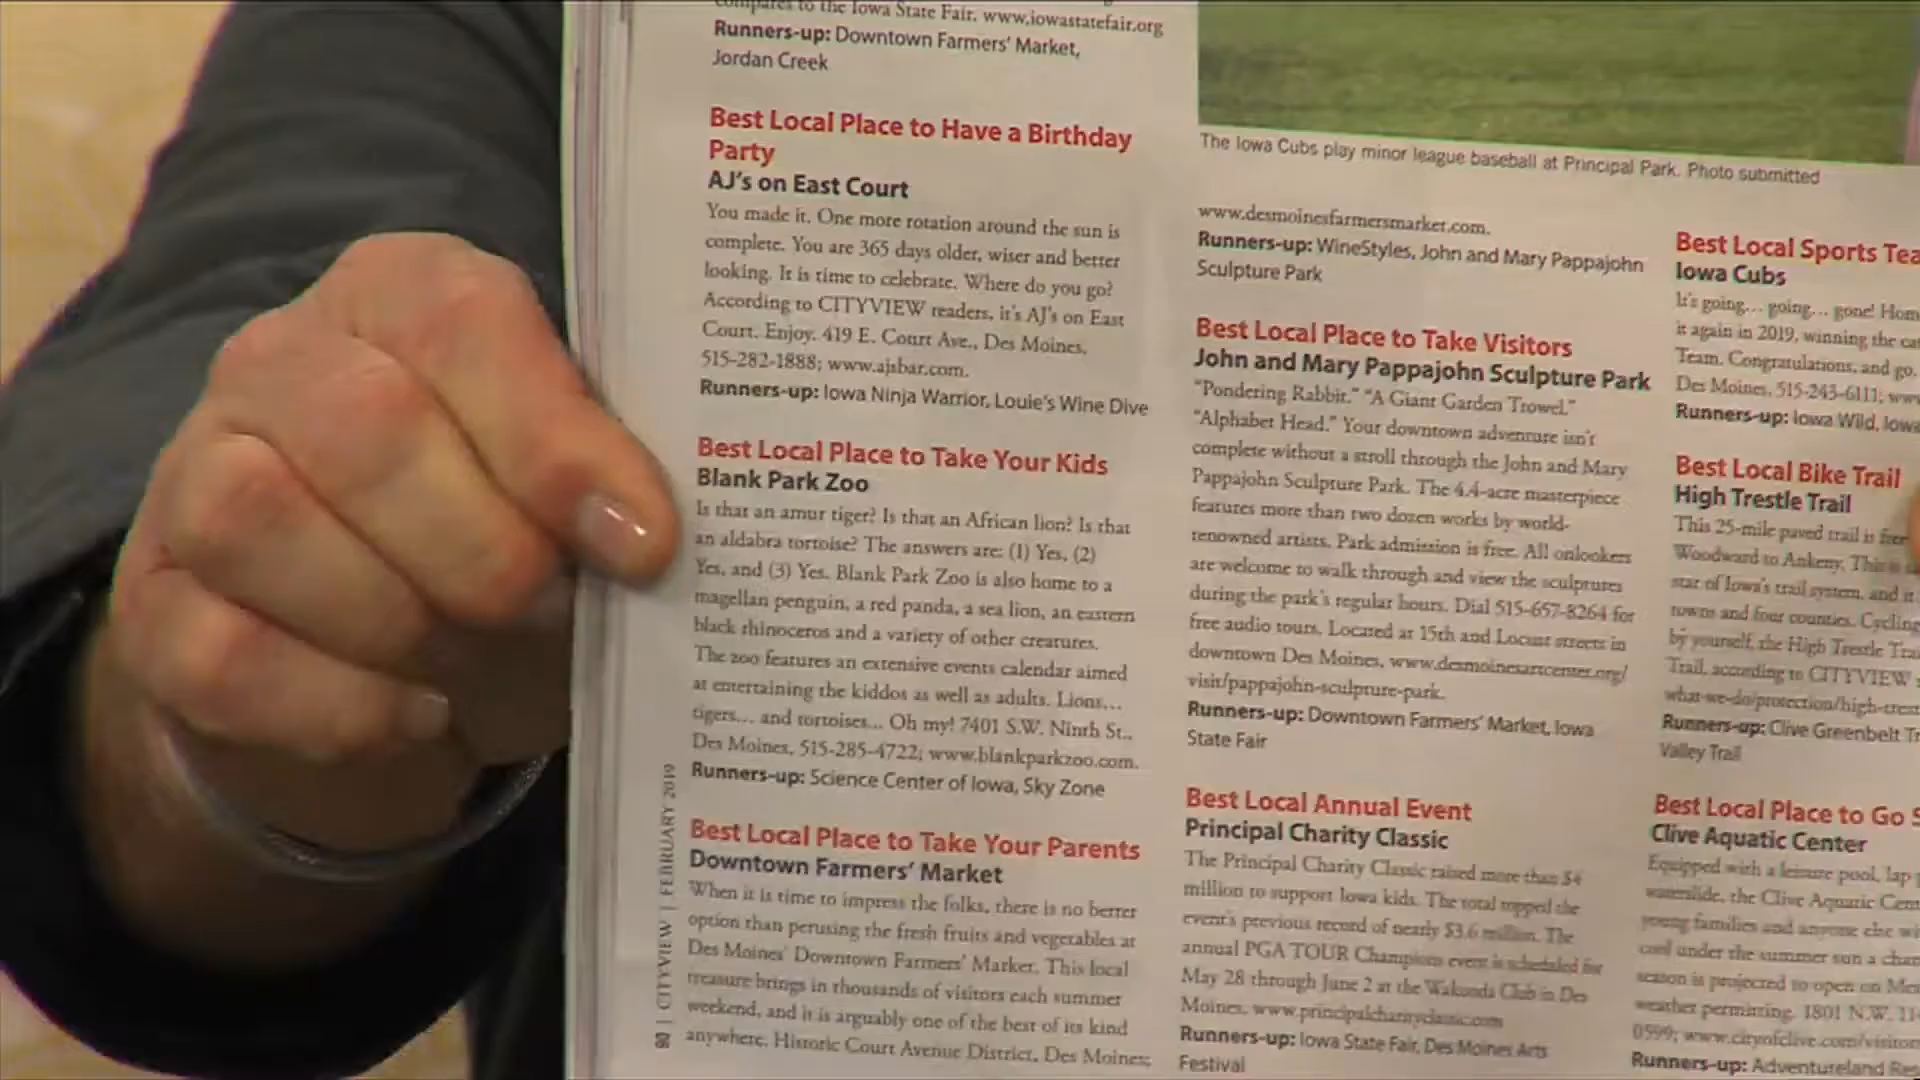 compares to the Iowa State Fair. www.iowastatefair.org
Runners-up: Downtown Farmers' Market,
Jordan Creek
Best Local Place to Have a Birthday
Party
AJ's on East Court
You made it. One more rotation around the sun is
complete. You are 365 days older, wiser and better
looking. It is time to celebrate. Where do you go?
According to CITYVIEW readers, it's AJ's on East
Court. Enjoy. 419 E. Court Ave., Des Moines,
515-282-1888; www.ajsbar.com.
Runners-up: Iowa Ninja Warrior, Louie's Wine Dive
Best Local Place to Take Your Kids
Blank Park Zoo
Is that an amur tiger? Is that an African lion? Is that
an aldabra tortoise? The answers are: (1) Yes, (2)
Yes, and (3) Yes. Blank Park Zoo is also home to a
magellan penguin, a red panda, a sea lion, an eastern
black rhinoceros and a variety of other creatures.
The zoo features an extensive events calendar aimed
at entertaining the kiddos as well as adults. Lions...
tigers... and tortoises... Oh my! 7401 S.W. Ninth St.,
Des Moines, 515-285-4722; www.blankparkzoo.com.
Runners-up: Science Center of Iowa, Sky Zone
Best Local Place to Take Your Parents
Downtown Farmers' Market
When it is time to impress the folks, there is no better
option than perusing the fresh fruits and vegetables at
Des Moines' Downtown Farmers' Market. This local
treasure brings in thousands of visitors each summer
weekend, and it is arguably one of the best of its kind
anywhere. Historic Court Avenue District, Des Moines;
| CITYVIEW | FEBRUARY 2019
The Iowa Cubs play minor league baseball at Principal Park. Photo submitted
www.desmoinesfarmersmarket.com.
Runners-up: WineStyles, John and Mary Pappajohn
Sculpture Park
Best Local Place to Take Visitors
John and Mary Pappajohn Sculpture Park
"Pondering Rabbit." "A Giant Garden Trowel."
"Alphabet Head." Your downtown adventure isn't
complete without a stroll through the John and Mary
Pappajohn Sculpture Park. The 4.4-acre masterpiece
features more than two dozen works by world-
renowned artists. Park admission is free. All onlookers
are welcome to walk through and view the sculptures
during the park's regular hours. Dial 515-657-8264 for
free audio tours. Located at 15th and Locust streets in
downtown Des Moines, www.desmoinesartcenter.org/
visit/pappajohn-sculpture-park.
Runners-up: Downtown Farmers' Market, Iowa
State Fair
Best Local Annual Event
Principal Charity Classic
The Principal Charity Classic raised more than $4
million to support Iowa kids. The total topped the
event's previous record of nearly $3.6 million. The
annual PGA TOUR Champions event is scheduled for
May 28 through June 2 at the Wakonda Club in Des
Moines. www.principalcharityclassic.com
Runners-up: Iowa State Fair, Des Moines Arts
Festival
Best Local Sports Tea
Iowa Cubs
It's going... going... gone! Hom
it again in 2019, winning the ca
Team. Congratulations, and go.
Des Moines, 515-243-6111; www
Runners-up: Iowa Wild, Iowa
Best Local Bike Trail
High Trestle Trail
This 25-mile paved trail is free
Woodward to Ankeny. This is
star of Iowa's trail system, and it
towns and four counties. Cycling
by yourself, the High Trestle Trai
Trail, according to CITYVIEW
what-we-do/protection/high-trest
Runners-up: Clive Greenbelt Tr
Valley Trail
Best Local Place to Go S
Clive Aquatic Center
Equipped with a leisure pool, lap
waterslide, the Clive Aquatic Cent
young families and anyone else wi
cool under the summer sun a chan
season is projected to open on Mem
weather permitting. 1801 N.W. 11
0599; www.cityofclive.com/visitor
Runners-up: Adventureland Res